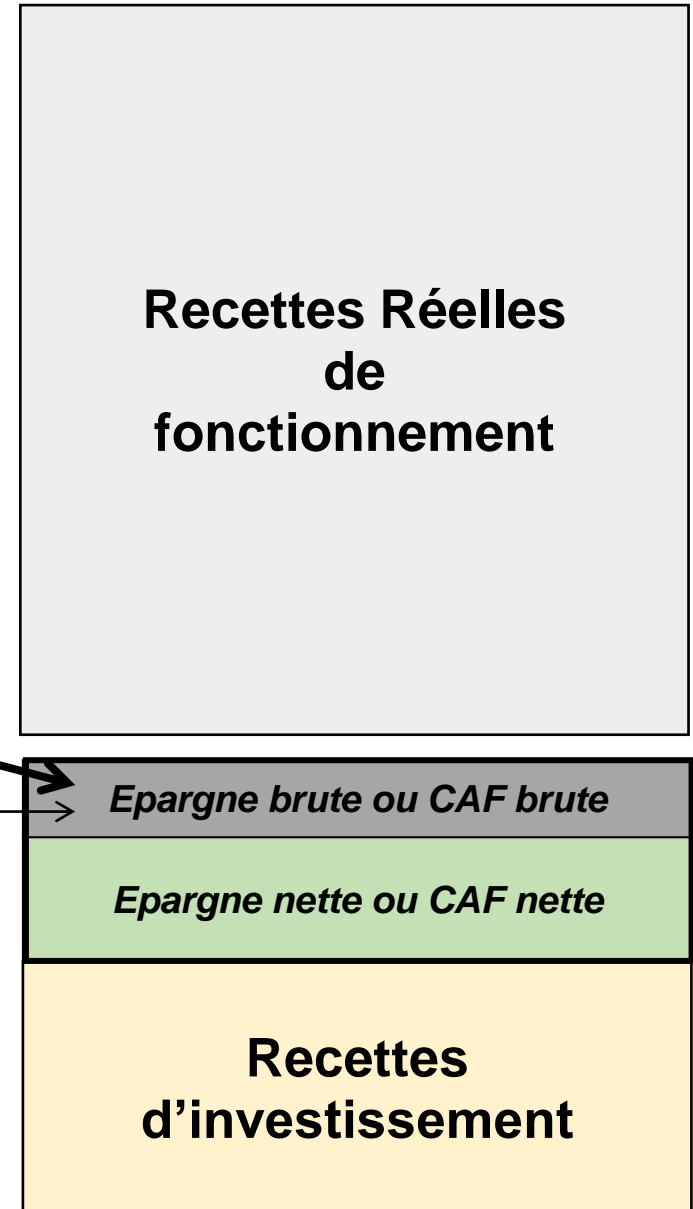 Recettes Réelles
de
fonctionnement
Epargne brute ou CAF brute
Epargne nette ou CAF nette
Recettes
d’investissement